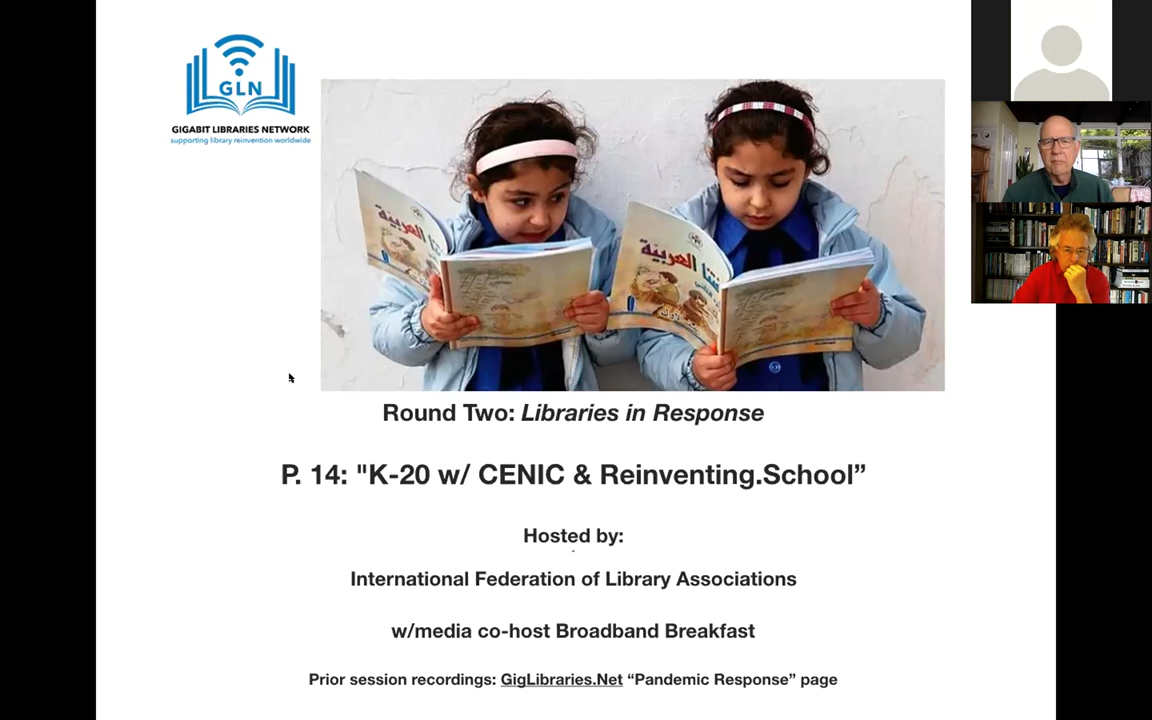 GLN
GIGABIT LIBRARIES NETWORK
supporting library reinvention worldwide
العربية
العربية
Round Two: Libraries in Response
P. 14: "K-20 w/ CENIC & Reinventing.School”
Hosted by:
International Federation of Library Associations
w/media co-host Broadband Breakfast
Prior session recordings: GigLibraries.Net “Pandemic Response” page